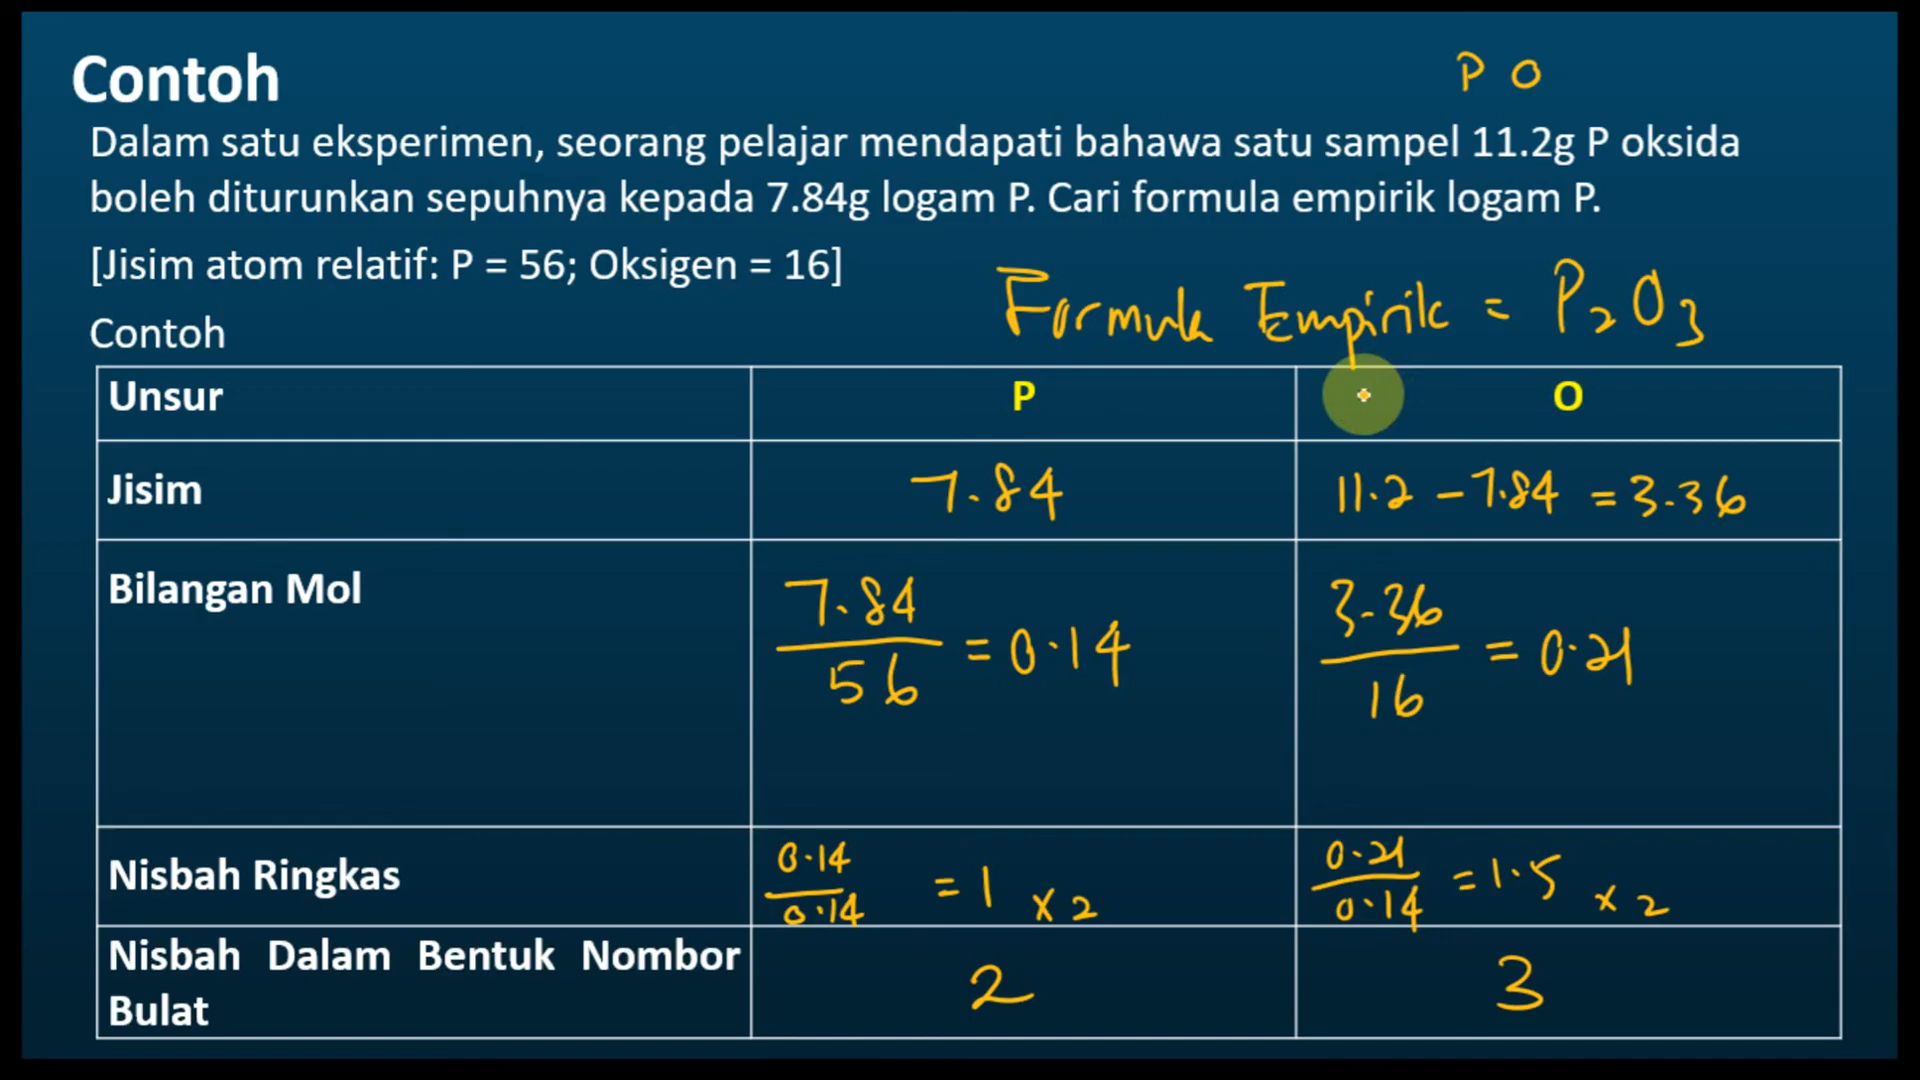 Contoh
P O
Dalam satu eksperimen, seorang pelajar mendapati bahawa satu sampel 11.2g P oksida
boleh diturunkan sepuhnya kepada 7.84g logam P. Cari formula empirik logam P.
[Jisim atom relatif: P = 56; Oksigen = 16]
Formula Empirik = P₂O₃
Contoh
Unsur P O
Jisim 7.84 11.2 - 7.84 = 3.36
Bilangan Mol 7.84/56 = 0.14 3.36/16 = 0.21
Nisbah Ringkas 0.14/0.14 = 1 x 2 0.21/0.14 = 1.5 x 2
Nisbah Dalam Bentuk Nombor
Bulat 2 3